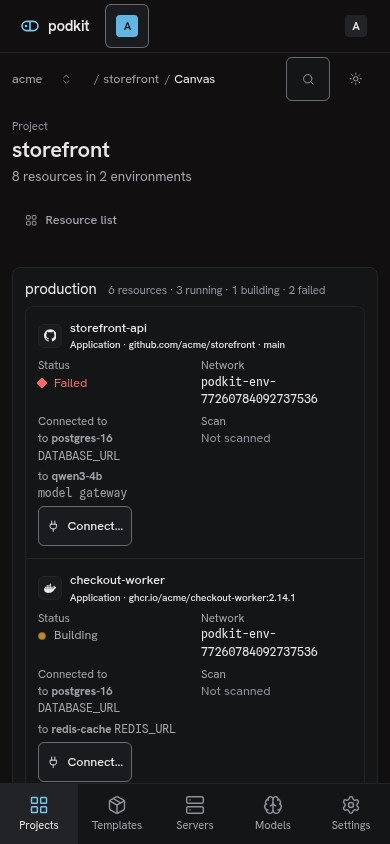 podkit
A
A
acme / storefront / Canvas
Project
storefront
8 resources in 2 environments
Resource list
production 6 resources · 3 running · 1 building · 2 failed
storefront-api
Application · github.com/acme/storefront · main
Status
Failed
Network
podkit-env-
77260784092737536
Connected to
to postgres-16
DATABASE_URL
to qwen3-4b
model gateway
Scan
Not scanned
Connect...
checkout-worker
Application · ghcr.io/acme/checkout-worker:2.14.1
Status
Building
Network
podkit-env-
77260784092737536
Connected to
to postgres-16
DATABASE_URL
to redis-cache REDIS_URL
Scan
Not scanned
Connect...
Projects
Templates
Servers
Models
Settings